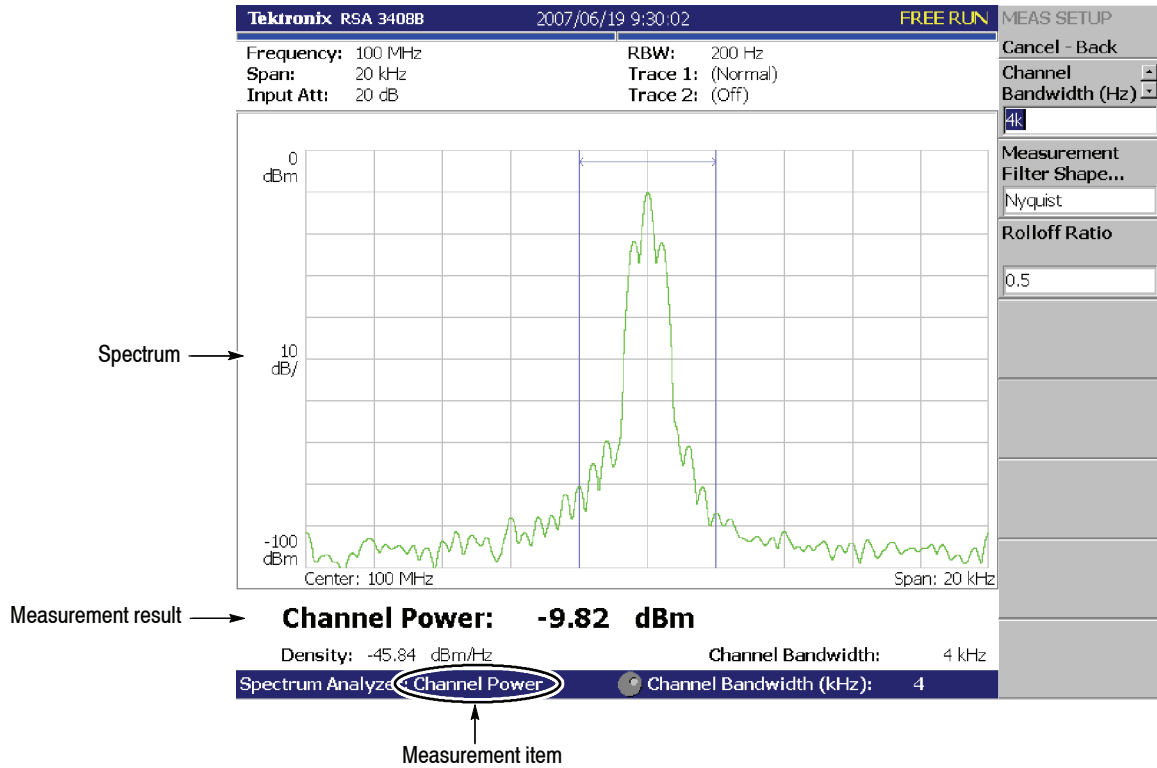 Tektronix RSA 3408B 2007/06/19 9:30:02 FREE RUN
Frequency: 100 MHz
Span: 20 kHz
Input Att: 20 dB
RBW: 200 Hz
Trace 1: (Normal)
Trace 2: (Off)
MEAS SETUP
Cancel - Back
Channel
Bandwidth (Hz)
4k
Measurement
Filter Shape...
Nyquist
Rolloff Ratio
0.5
0
dBm
Spectrum
10
dB/
-100
dBm
Center: 100 MHz Span: 20 kHz
Measurement result
Channel Power: -9.82 dBm
Density: -45.84 dBm/Hz Channel Bandwidth: 4 kHz
Spectrum Analyze : Channel Power Channel Bandwidth (kHz): 4
Measurement item